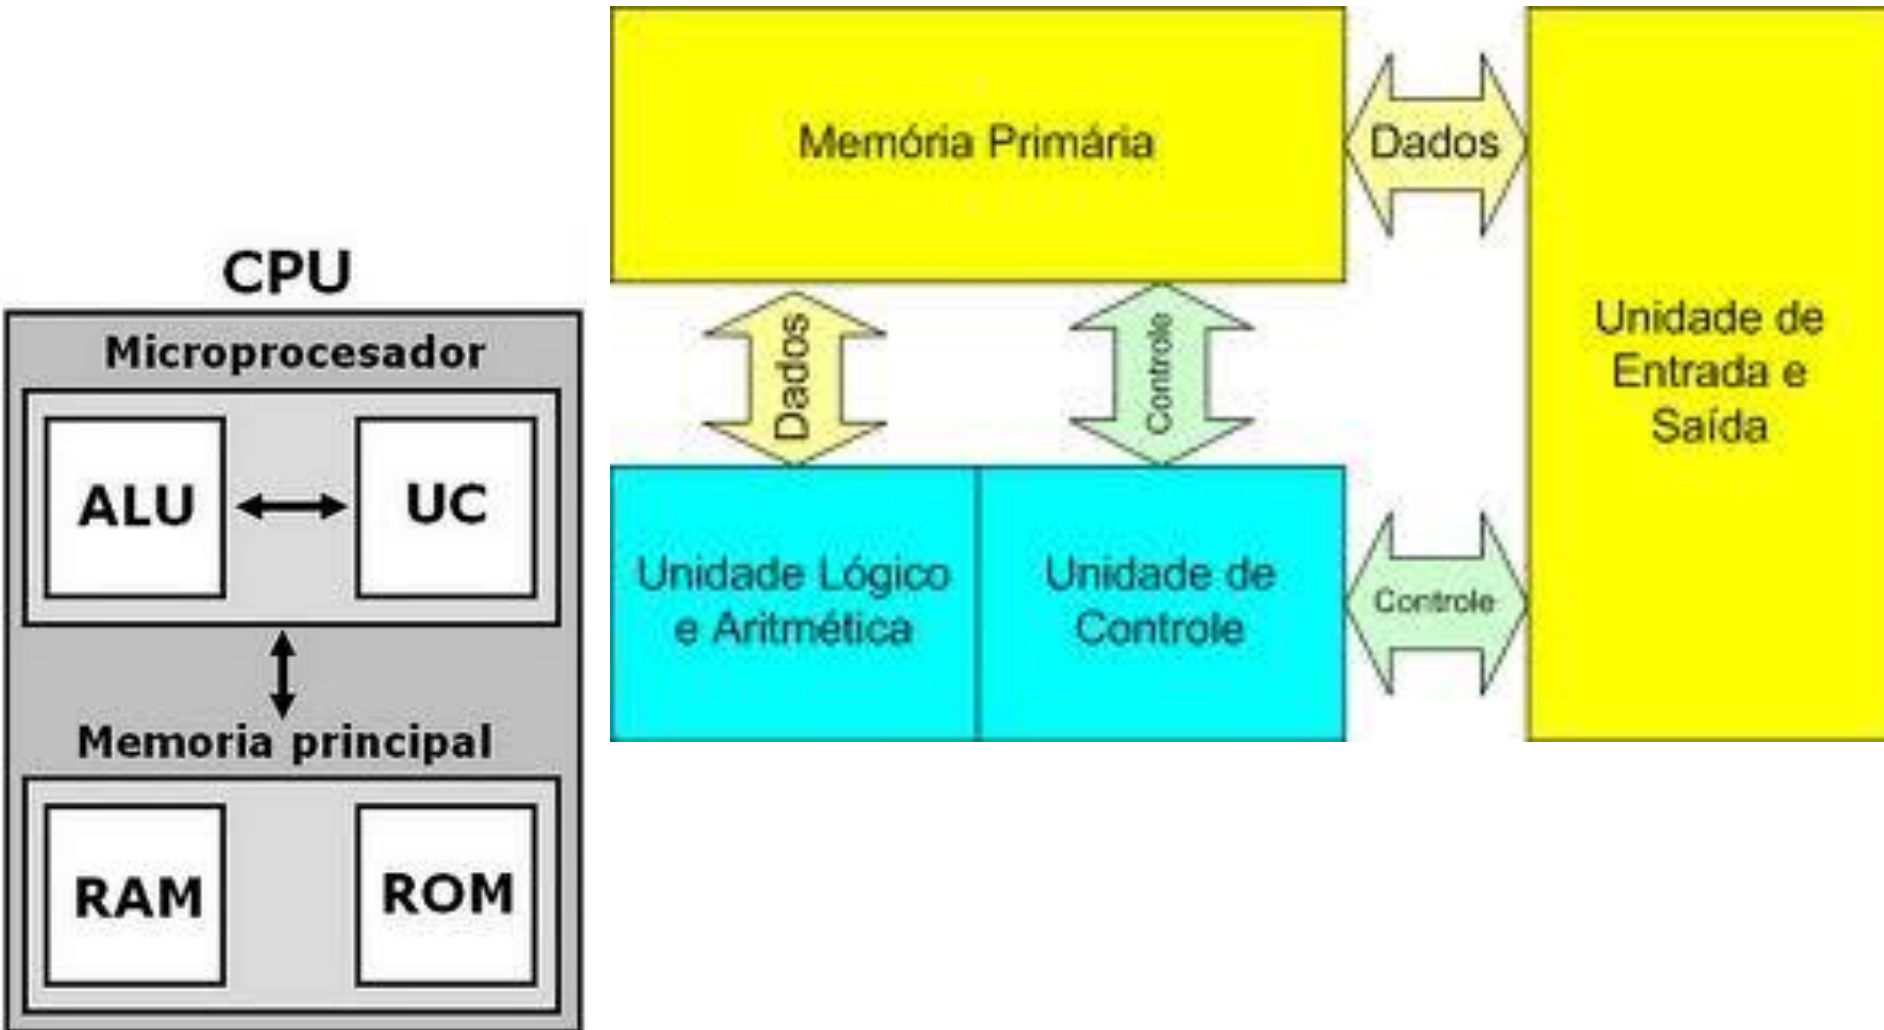 CPU
Microprocesador
ALU
UC
Memoria principal
RAM
ROM
Memória Primária
Dados
Dados
Controle
Unidade de
Entrada e
Saída
Unidade Lógico
e Aritmética
Unidade de
Controle
Controle